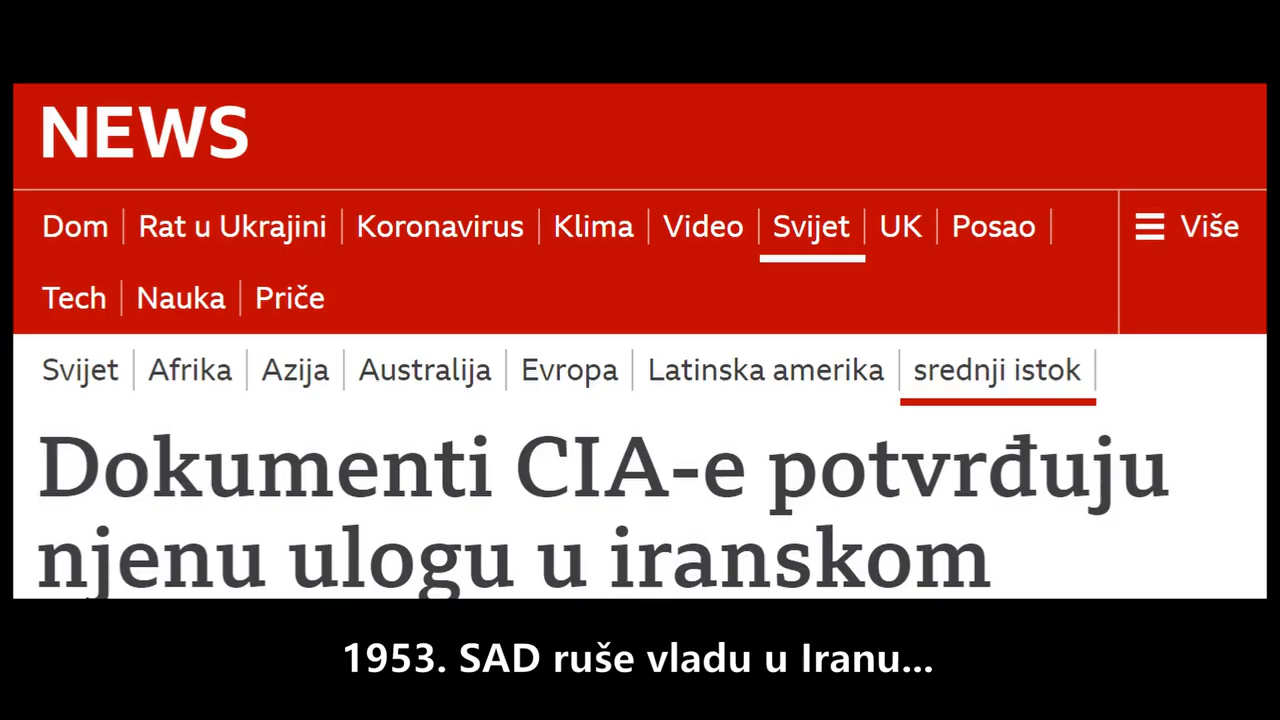 NEWS
Dom Rat u Ukrajini Koronavirus Klima Video Svijet UK Posao Više
Tech Nauka Priče
Svijet Afrika Azija Australija Evropa Latinska amerika srednji istok
Dokumenti CIA-e potvrđuju
njenu ulogu u iranskom
1953. SAD ruše vladu u Iranu...